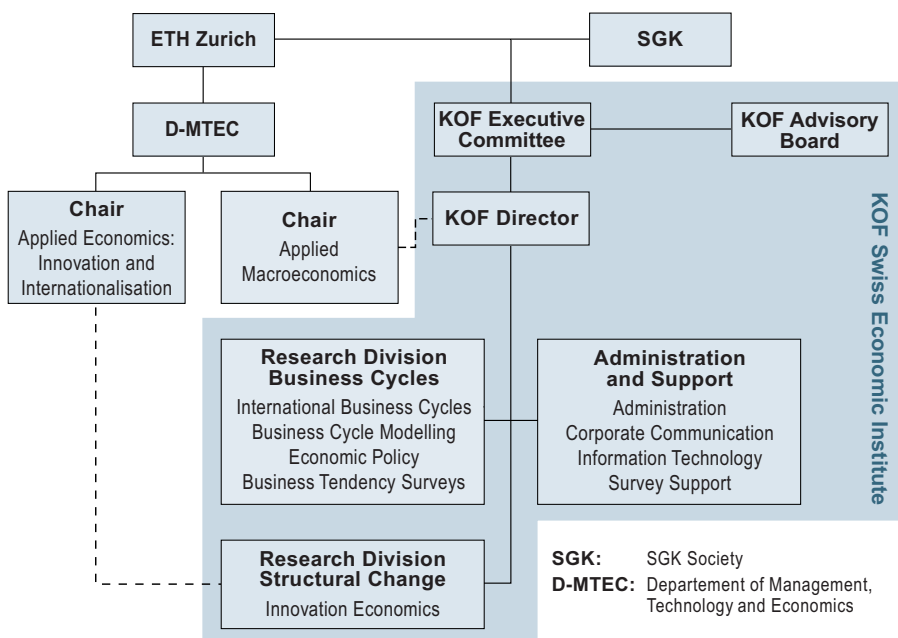 ETH Zurich
SGK
D-MTEC
KOF Executive
Committee
KOF Advisory
Board
Chair
Applied Economics:
Innovation and
Internationalisation
Chair
Applied
Macroeconomics
KOF Director
KOF Swiss Economic Institute
Research Division
Business Cycles
International Business Cycles
Business Cycle Modelling
Economic Policy
Business Tendency Surveys
Administration
and Support
Administration
Corporate Communication
Information Technology
Survey Support
Research Division
Structural Change
Innovation Economics
SGK: SGK Society
D-MTEC: Departement of Management,
Technology and Economics